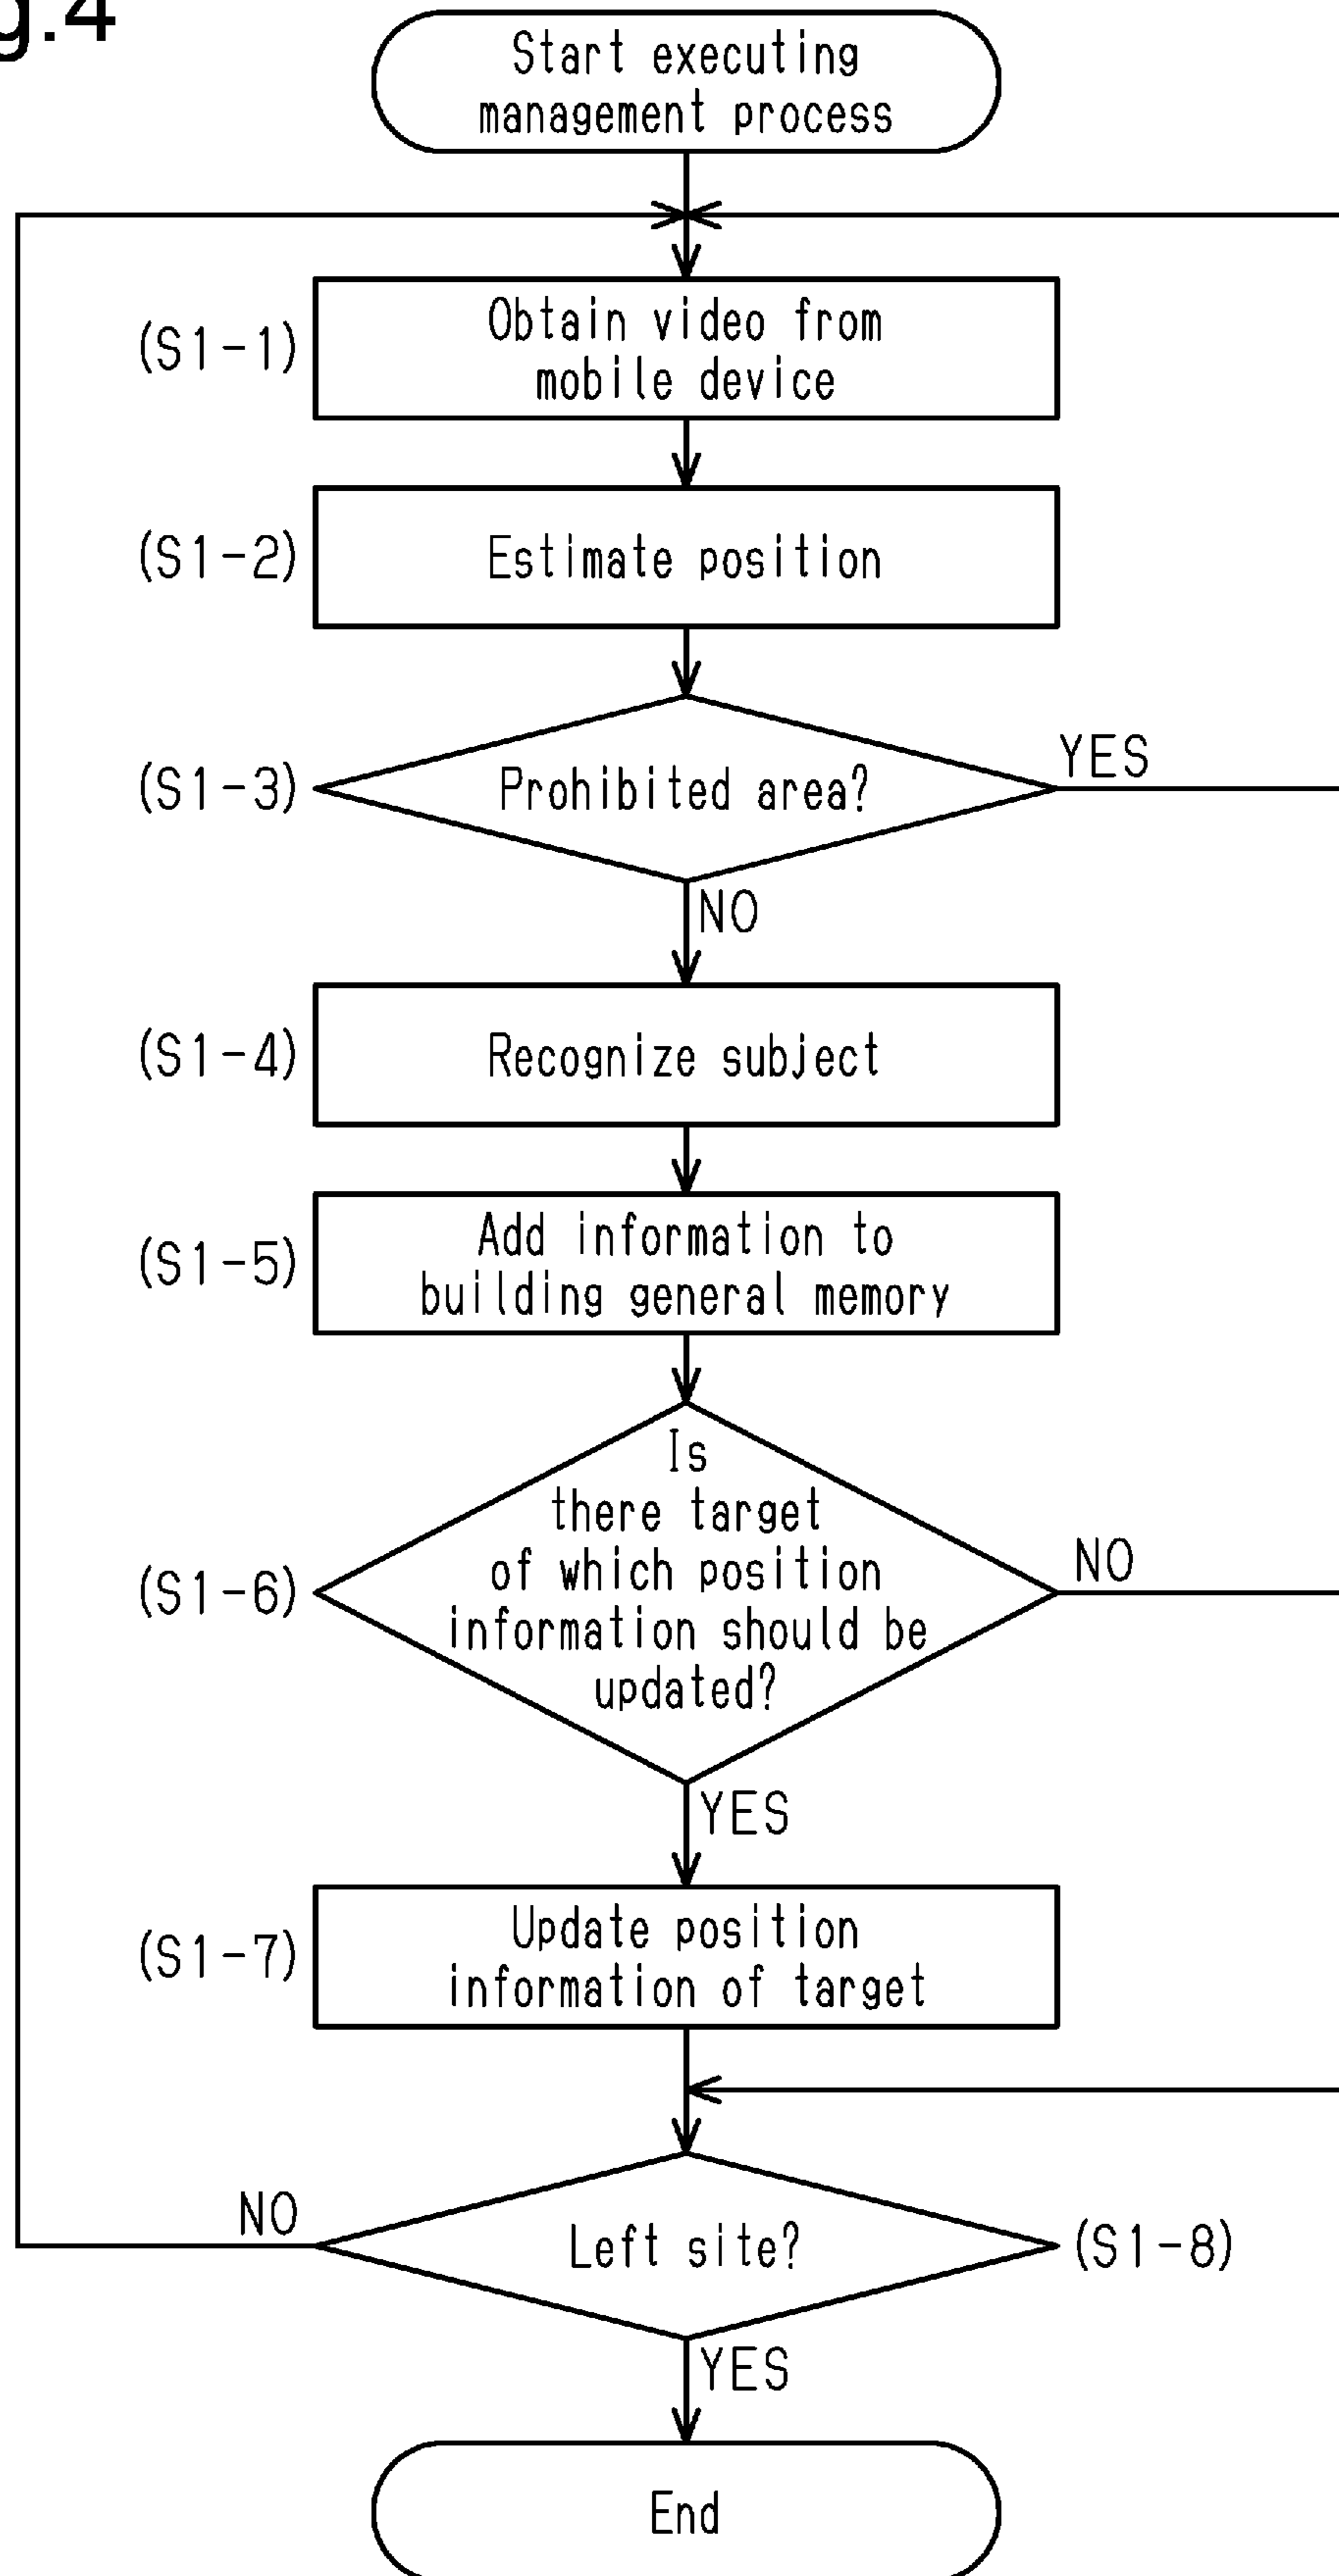 g.4
Start executing
management process
(S1-1)
Obtain video from
mobile device
(S1-2)
Estimate position
(S1-3)
Prohibited area?
YES
NO
(S1-4)
Recognize subject
(S1-5)
Add information to
building general memory
(S1-6)
Is
there target
of which position
information should be
updated?
NO
YES
(S1-7)
Update position
information of target
NO
Left site?
(S1-8)
YES
End